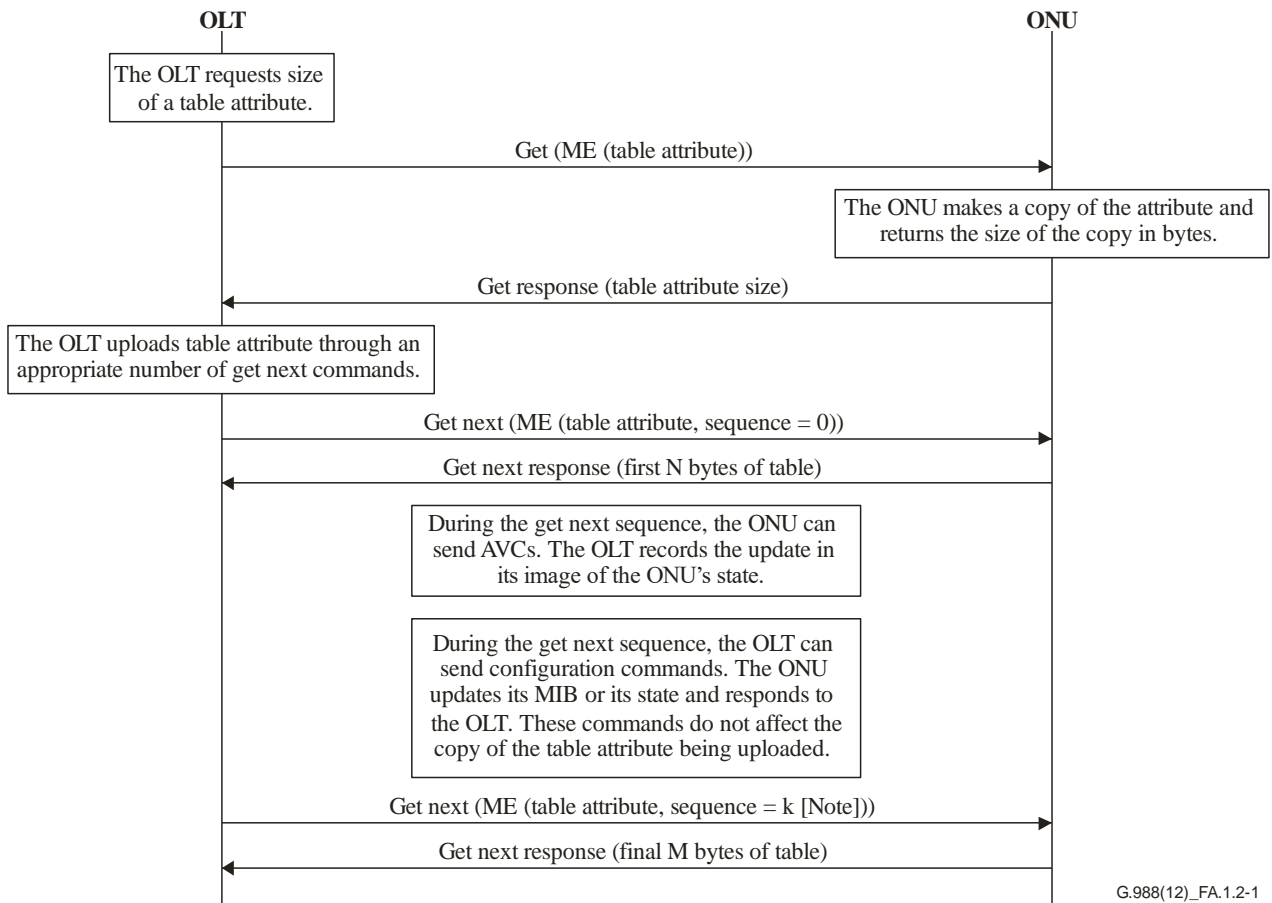 OLT
ONU
The OLT requests size
of a table attribute.
Get (ME (table attribute))
The ONU makes a copy of the attribute and
returns the size of the copy in bytes.
Get response (table attribute size)
The OLT uploads table attribute through an
appropriate number of get next commands.
Get next (ME (table attribute, sequence = 0))
Get next response (first N bytes of table)
During the get next sequence, the ONU can
send AVCs. The OLT records the update in
its image of the ONU's state.
During the get next sequence, the OLT can
send configuration commands. The ONU
updates its MIB or its state and responds to
the OLT. These commands do not affect the
copy of the table attribute being uploaded.
Get next (ME (table attribute, sequence = k [Note]))
Get next response (final M bytes of table)
G.988(12)_FA.1.2-1